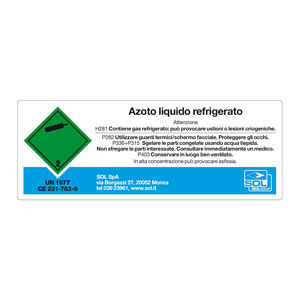 Azoto liquido refrigerato
Attenzione
H281 Contiene gas refrigerato: può provocare ustioni o lesioni criogeniche.
P282 Utilizzare guanti termici/schermo facciale. Proteggere gli occhi.
P336+P315 Sgelare le parti congelate usando acqua tiepida.
Non sfregare le parti interessate. Consultare immediatamente un medico.
P403 Conservare in luogo ben ventilato.
In alta concentrazione può provocare asfissia.
2
UN 1977
CE 231-783-9
SOL SpA
via Borgazzi 27, 20052 Monza
tel 039 23961, www.sol.it
SOL